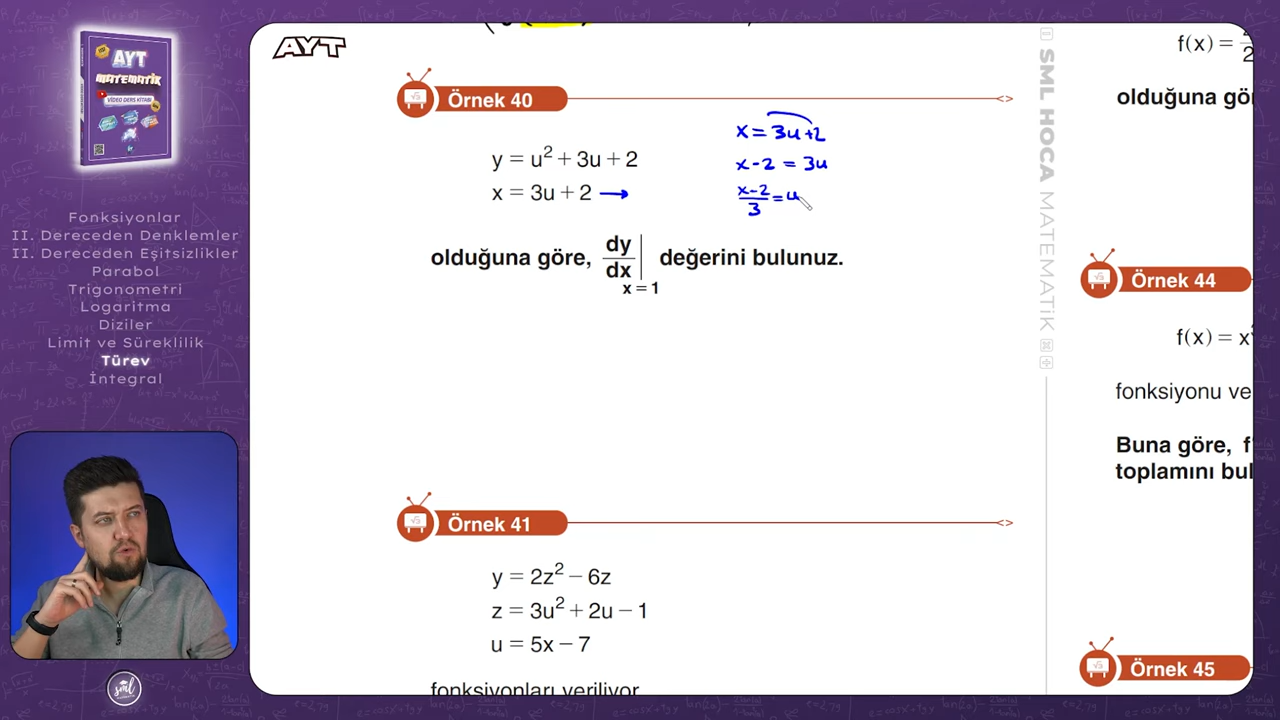 AYT
MATEMATİK
VİDEO DERS KİTABI
Fonksiyonlar
II. Dereceden Denklemler
II. Dereceden Eşitsizlikler
Parabol
Trigonometri
Logaritma
Diziler
Limit ve Süreklilik
Türev
İntegral
sml
AYT
Örnek 40
y = u² + 3u + 2
x = 3u + 2 →
x = 3u+2
x-2 = 3u
x-2/3 = u
olduğuna göre, dy/dx | x = 1 değerini bulunuz.
Örnek 41
y = 2z² − 6z
z = 3u² + 2u − 1
u = 5x − 7
fonksiyonları veriliyor
SML HOCA MATEMATİK
f(x) =
olduğuna gö
Örnek 44
f(x) = x
fonksiyonu ve
Buna göre, f'
toplamını bul
Örnek 45